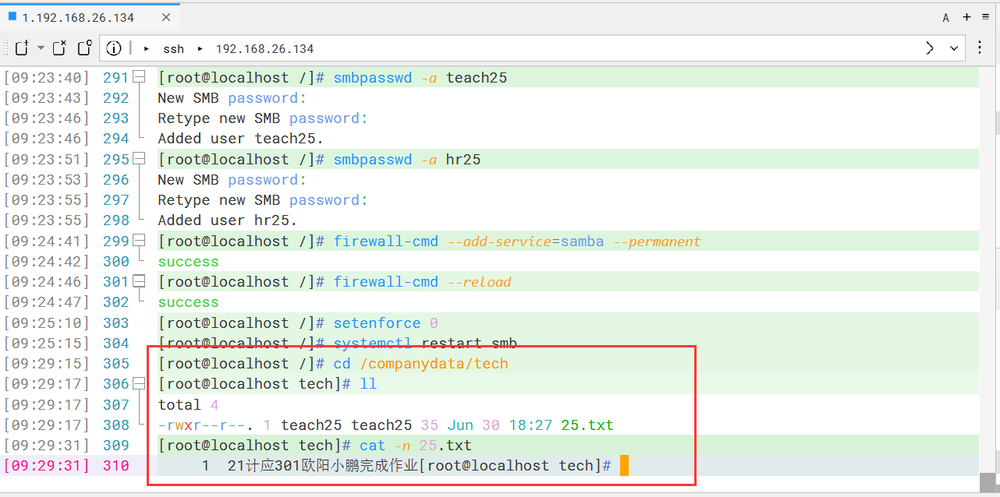 1.192.168.26.134 × A + ≡
ssh 192.168.26.134
[09:23:40] 291 [root@localhost /]# smbpasswd -a teach25
[09:23:43] 292 New SMB password:
[09:23:46] 293 Retype new SMB password:
[09:23:46] 294 Added user teach25.
[09:23:51] 295 [root@localhost /]# smbpasswd -a hr25
[09:23:53] 296 New SMB password:
[09:23:55] 297 Retype new SMB password:
[09:23:55] 298 Added user hr25.
[09:24:41] 299 [root@localhost /]# firewall-cmd --add-service=samba --permanent
[09:24:42] 300 success
[09:24:46] 301 [root@localhost /]# firewall-cmd --reload
[09:24:47] 302 success
[09:25:10] 303 [root@localhost /]# setenforce 0
[09:25:15] 304 [root@localhost /]# systemctl restart smb
[09:29:15] 305 [root@localhost /]# cd /companydata/tech
[09:29:17] 306 [root@localhost tech]# ll
[09:29:17] 307 total 4
[09:29:17] 308 -rwxr--r--. 1 teach25 teach25 35 Jun 30 18:27 25.txt
[09:29:31] 309 [root@localhost tech]# cat -n 25.txt
[09:29:31] 310 1 21计应301欧阳小鹏完成作业[root@localhost tech]#